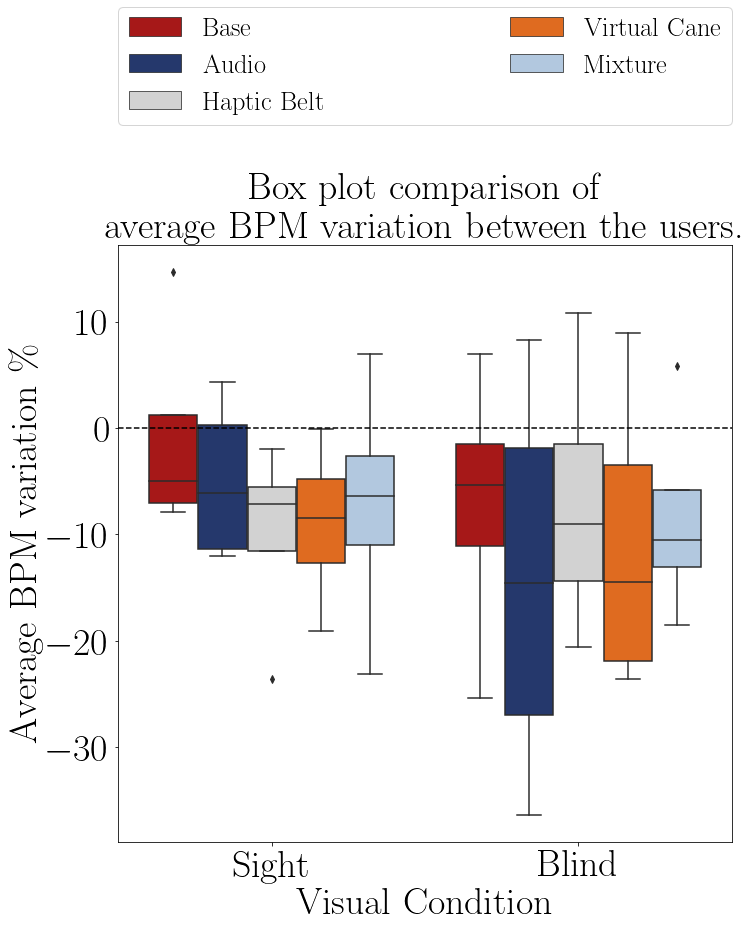 Base
Audio
Haptic Belt
Virtual Cane
Mixture
Box plot comparison of
average BPM variation between the users.
Average BPM variation %
10
0
−10
−20
−30
Sight
Blind
Visual Condition